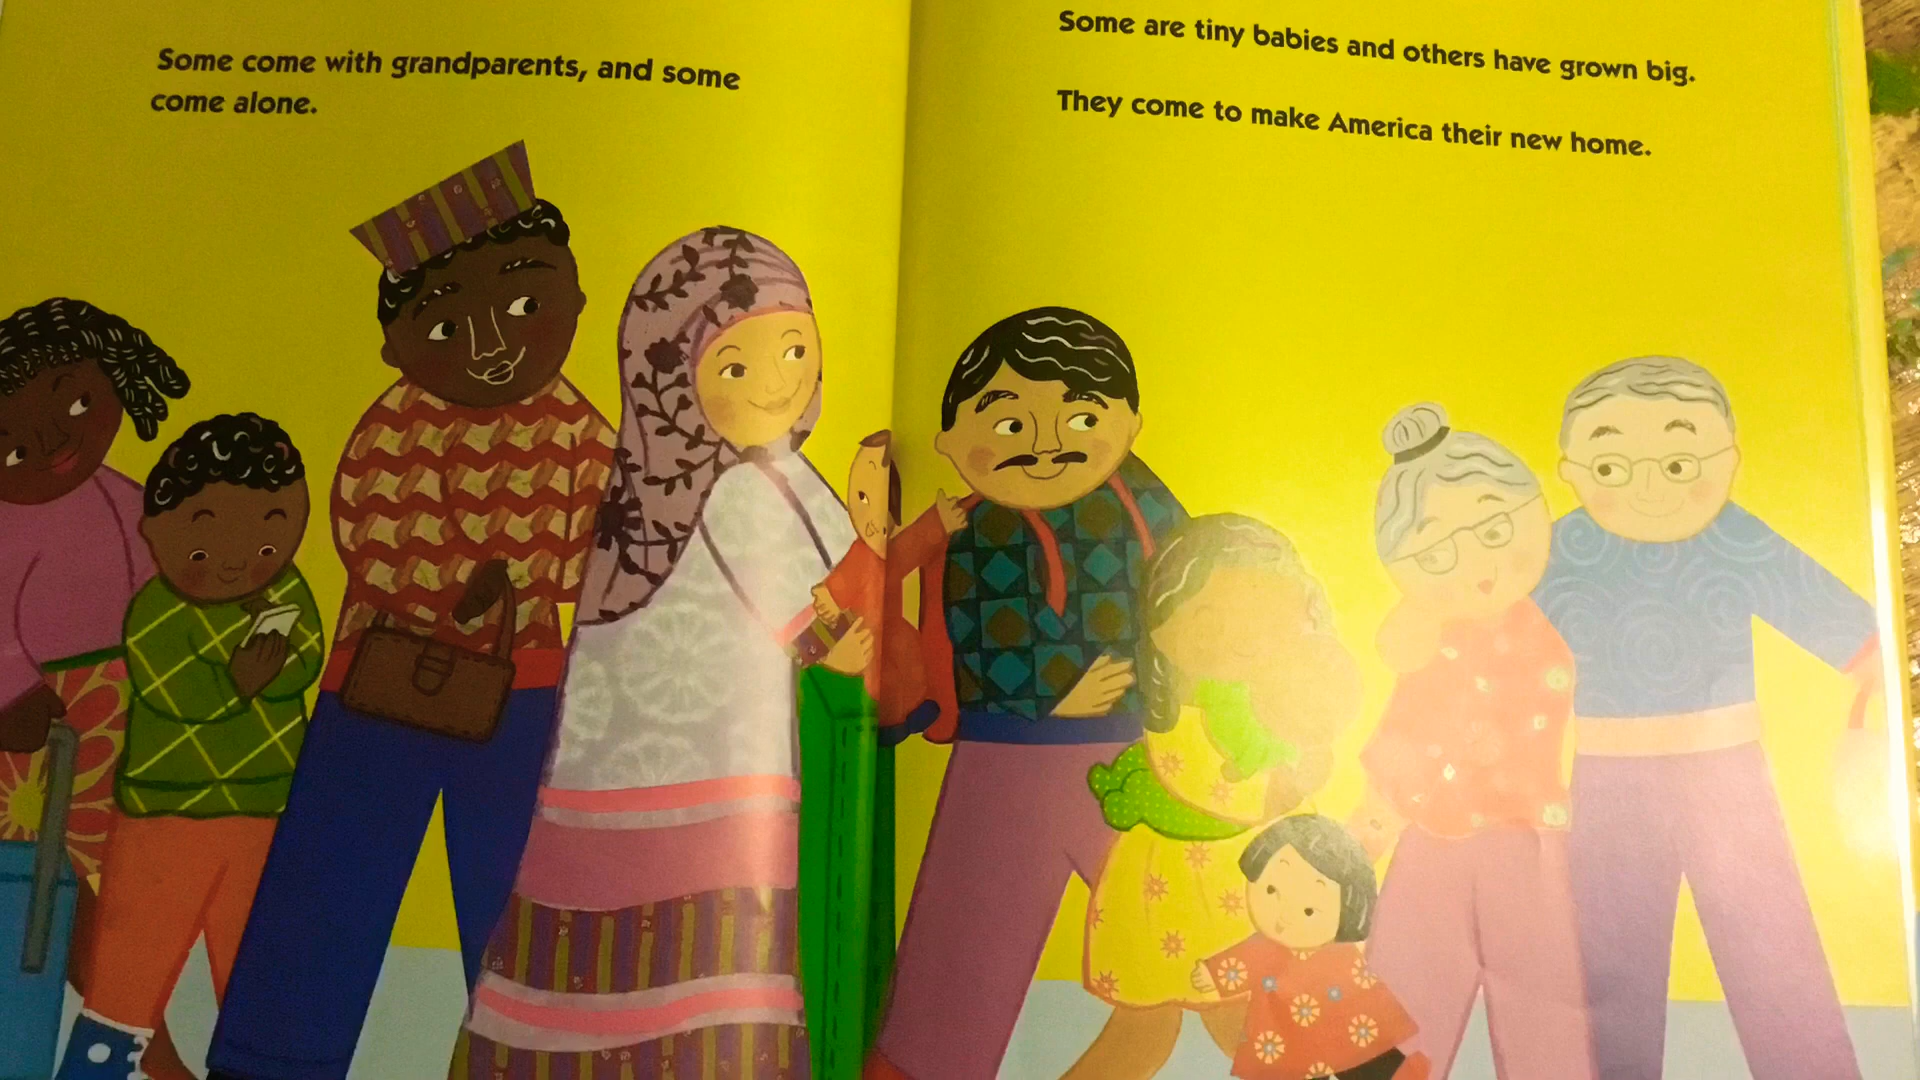 Some come with grandparents, and some
come alone.
Some are tiny babies and others have grown big.
They come to make America their new home.